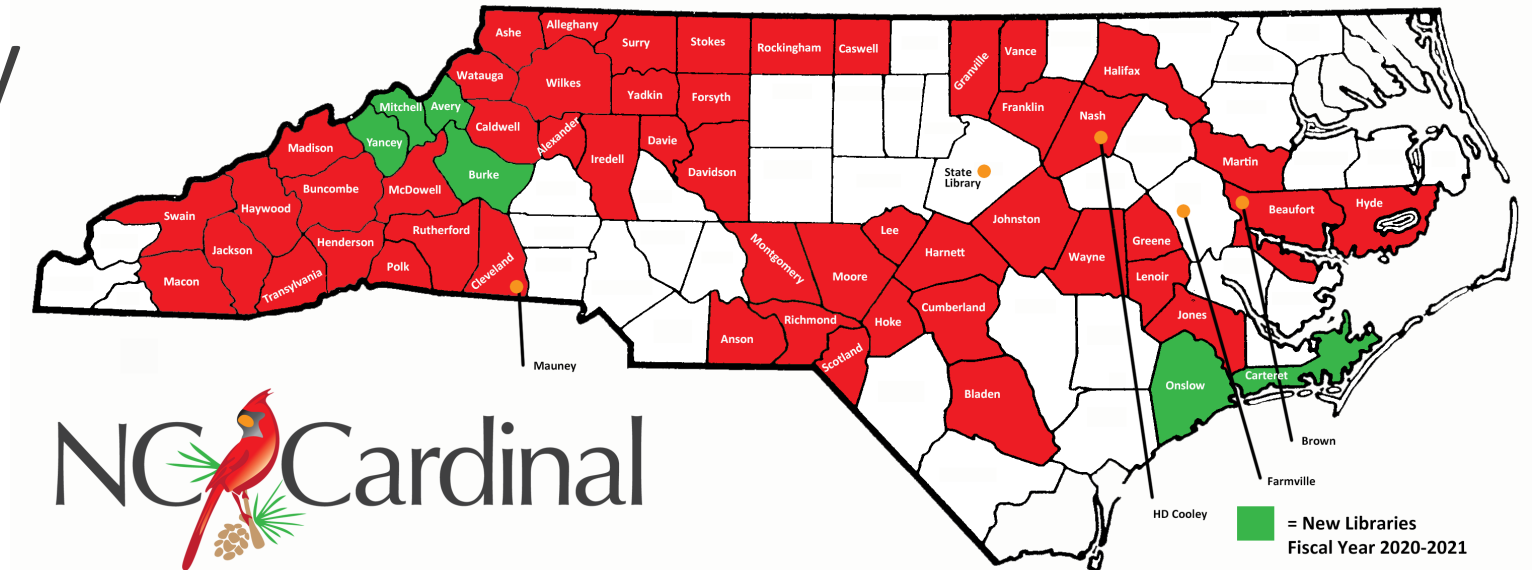 Ashe
Alleghany
Surry
Stokes
Rockingham
Caswell
Granville
Vance
Halifax
Watauga
Wilkes
Yadkin
Forsyth
Franklin
Nash
Mitchell
Avery
Caldwell
Alexander
Iredell
Davie
Davidson
Yancey
Madison
Burke
Buncombe
McDowell
State
Library
Martin
Swain
Haywood
Rutherford
Johnston
Beaufort
Hyde
Jackson
Henderson
Polk
Cleveland
Montgomery
Lee
Harnett
Wayne
Greene
Macon
Transylvania
Moore
Lenoir
Cumberland
Richmond
Hoke
Jones
Anson
Scotland
Mauney
Bladen
Onslow
Carteret
Brown
Farmville
HD Cooley
NC Cardinal
= New Libraries
Fiscal Year 2020-2021